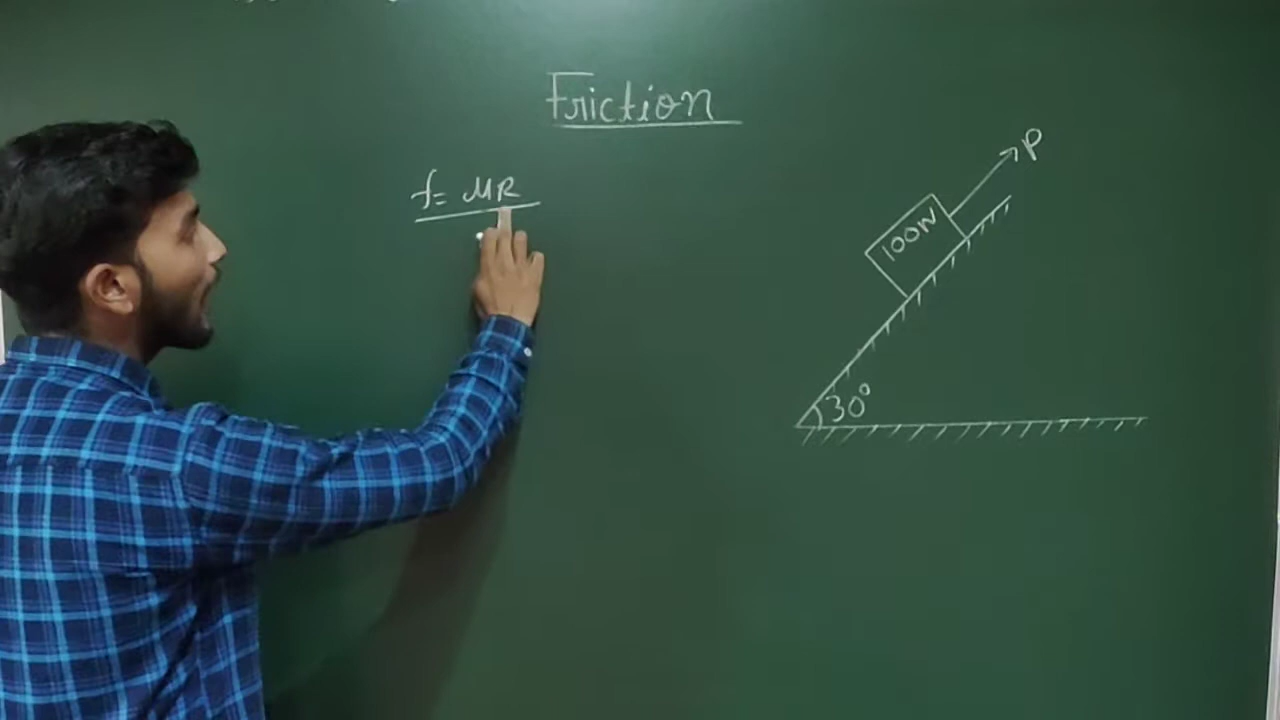 Friction
f = μR
P
100N
30°